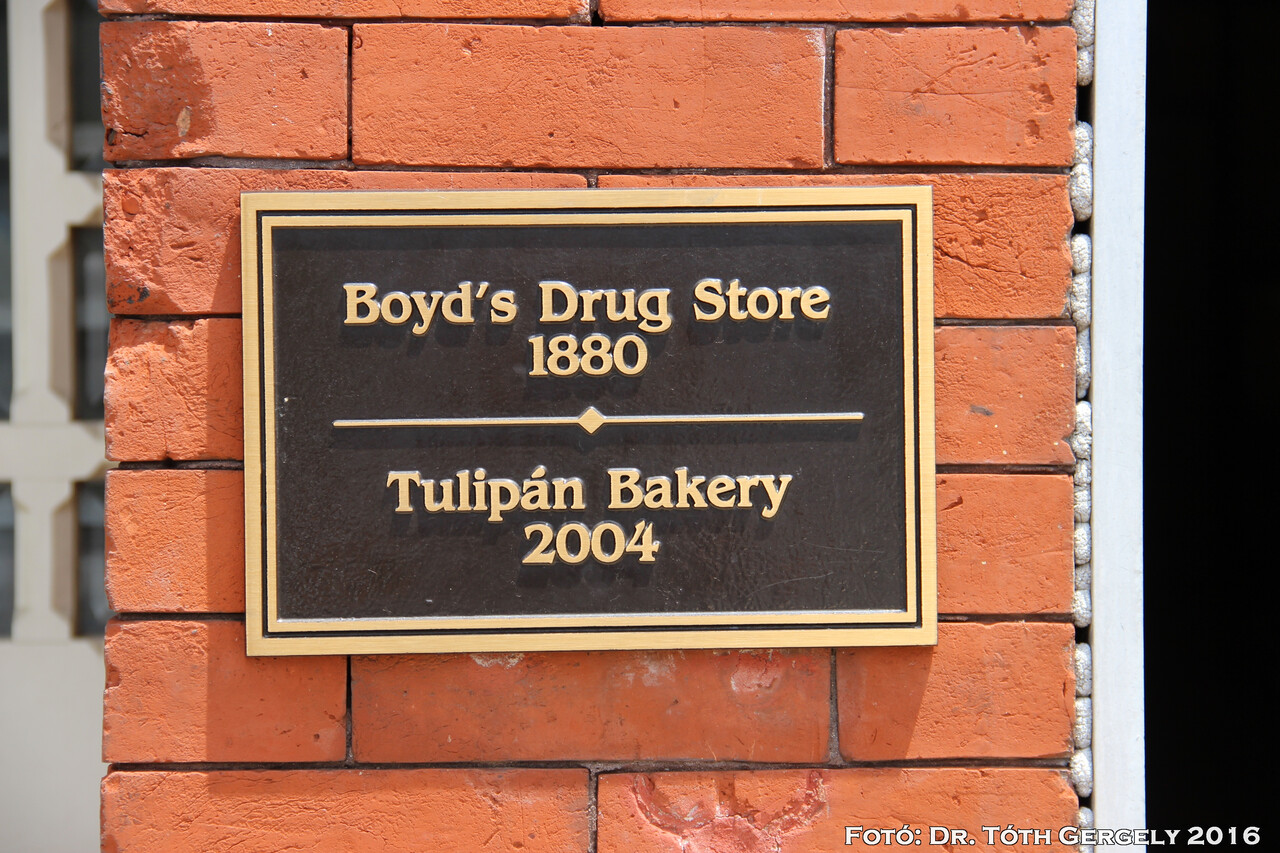 Boyd's Drug Store
1880
Tulipán Bakery
2004
Fotó: Dr. Tóth Gergely 2016